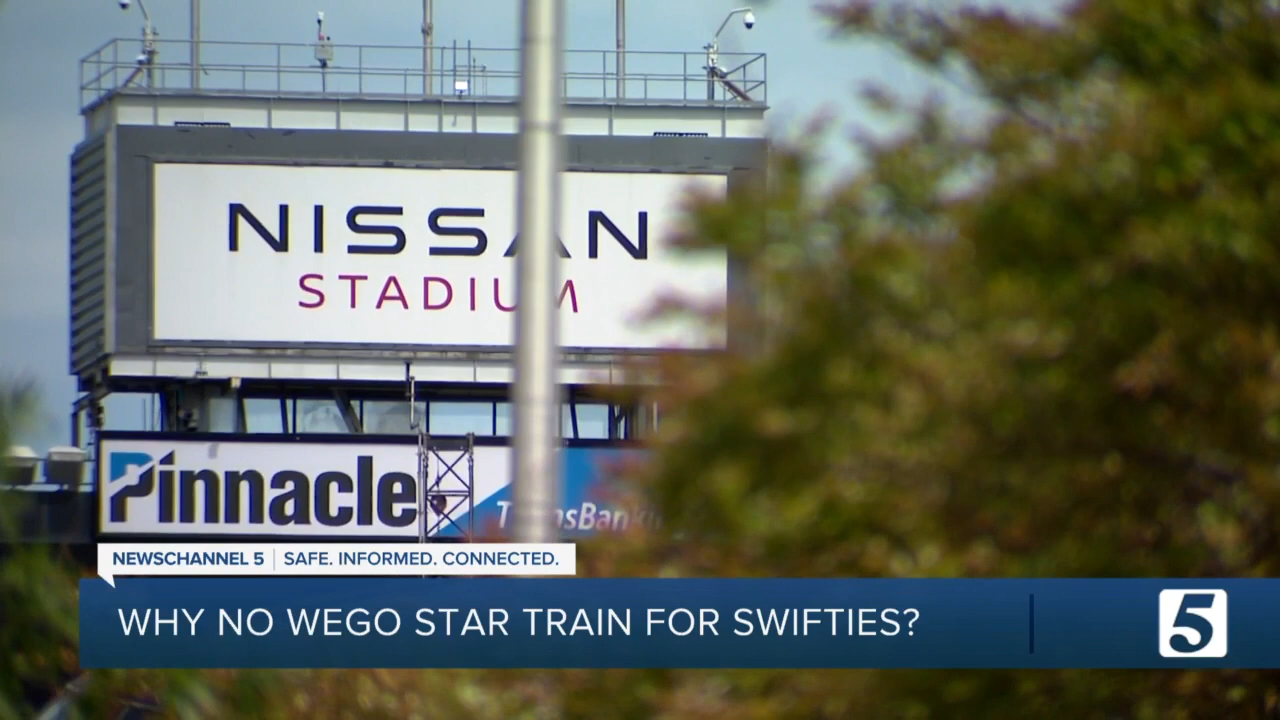 NISSAN
STADIUM
Pinnacle
NEWSCHANNEL 5 | SAFE. INFORMED. CONNECTED.
WHY NO WEGO STAR TRAIN FOR SWIFTIES?
5